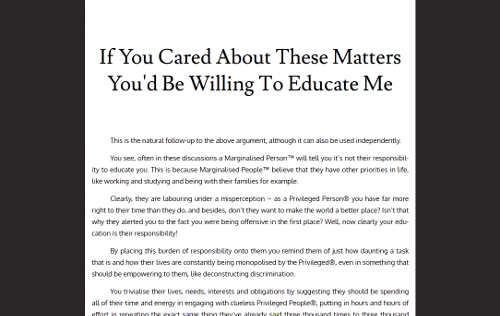 If You Cared About These Matters
You'd Be Willing To Educate Me
This is the natural follow-up to the above argument, although it can also be used independently.
You see, often in these discussions a Marginalised Person™ will tell you it's not their responsibil-
ity to educate you. This is because Marginalised People™ believe that they have other priorities in life,
like working and studying and being with their families for example.
Clearly, they are labouring under a misperception – as a Privileged Person® you have far more
right to their time than they do, and besides, don't they want to make the world a better place? Isn't that
why they alerted you to the fact you were being offensive in the first place? Well, now clearly your edu-
cation is their responsibility!
By placing this burden of responsibility onto them you remind them of just how daunting a task
that is and how their lives are constantly being monopolised by the Privileged®, even in something that
should be empowering to them, like deconstructing discrimination.
You trivialise their lives, needs, interests and obligations by suggesting they should be spending
all of their time and energy in engaging with clueless Privileged People®, putting in hours and hours of
effort in repeating the exact same thing they've already said three thousand times to three thousand